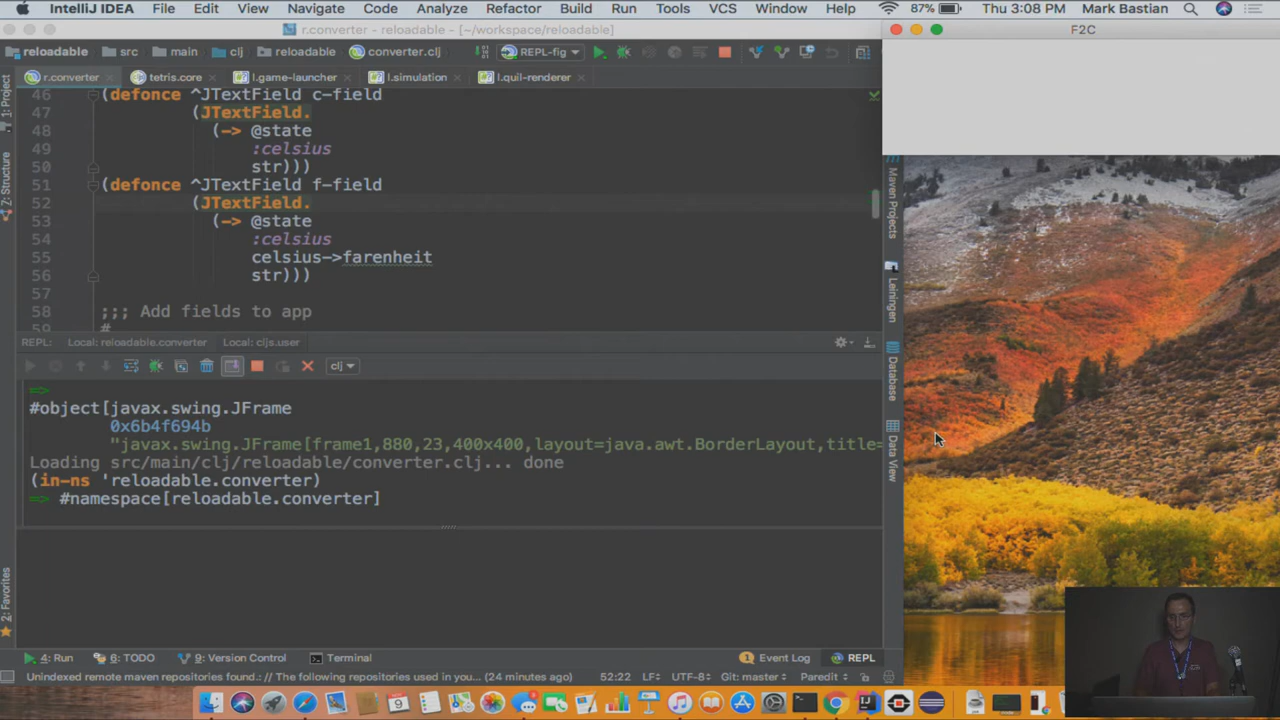 IntelliJ IDEA File Edit View Navigate Code Analyze Refactor Build Run Tools VCS Window Help 87% Thu 3:08 PM Mark Bastian
r.converter - reloadable - [~/workspace/reloadable]
F2C
reloadable src main clj reloadable converter.clj REPL-fig
r.converter tetris.core l.game-launcher l.simulation l.quil-renderer
1: Project
7: Structure
2: Favorites
46 (defonce ^JTextField c-field
47 (JTextField.
48 (-> @state
49 :celsius
50 str)))
51 (defonce ^JTextField f-field
52 (JTextField.
53 (-> @state
54 :celsius
55 celsius->farenheit
56 str)))
57
58 ;;; Add fields to app
59 #
Maven Projects
Leiningen
Database
Data View
REPL: Local: reloadable.converter Local: cljs.user
clj
#object[javax.swing.JFrame
0x6b4f694b
"javax.swing.JFrame[frame1,880,23,400x400,layout=java.awt.BorderLayout,title=
Loading src/main/clj/reloadable/converter.clj... done
(in-ns 'reloadable.converter)
=> #namespace[reloadable.converter]
4: Run 6: TODO 9: Version Control Terminal 1 Event Log REPL
Unindexed remote maven repositories found.: // The following repositories used in you... (24 minutes ago) 52:22 LF UTF-8 Git: master Paredit
9